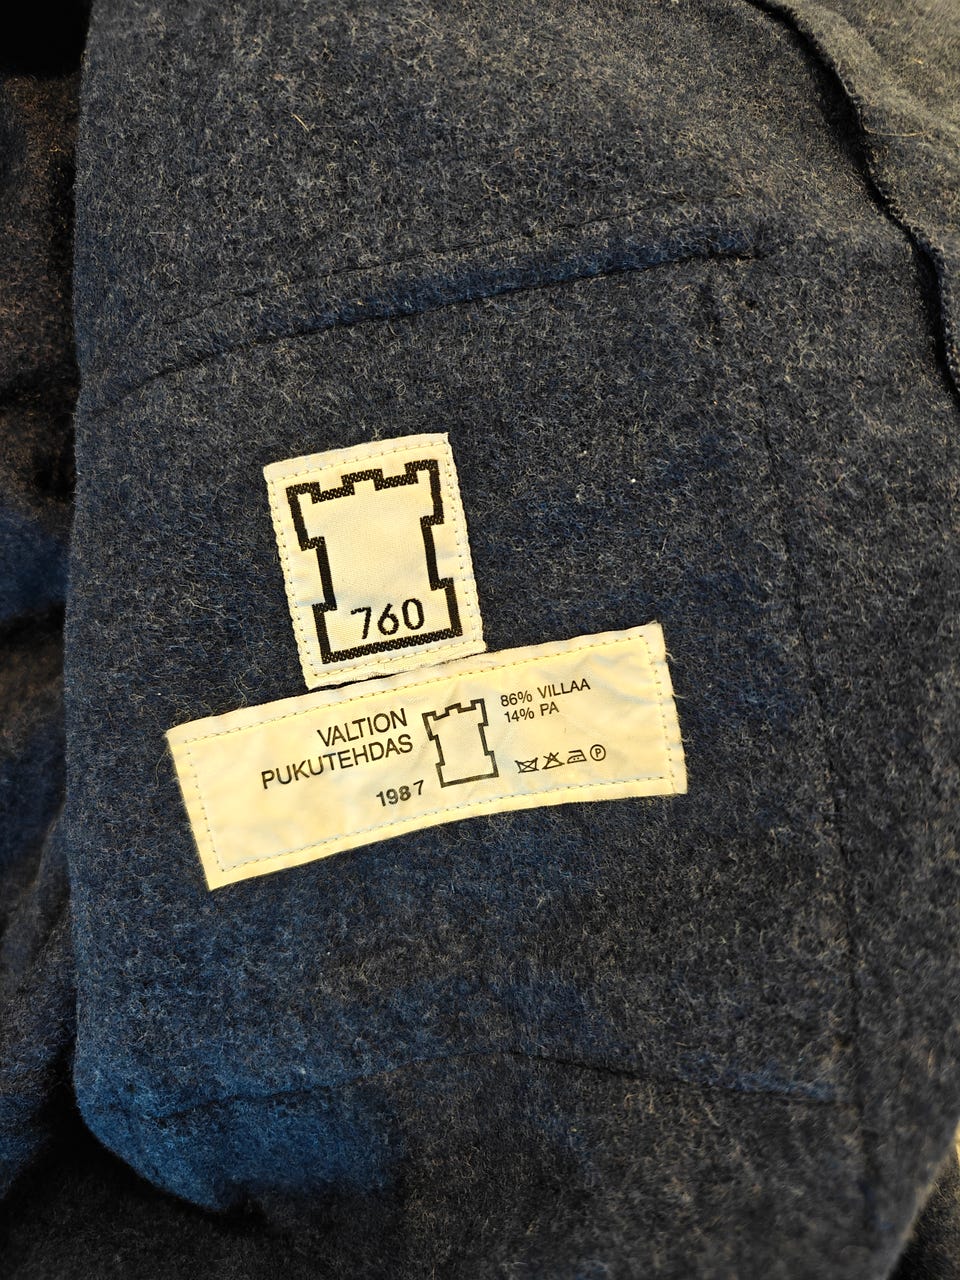 760
VALTION
PUKUTEHDAS
1987
86% VILLAA
14% PA
P